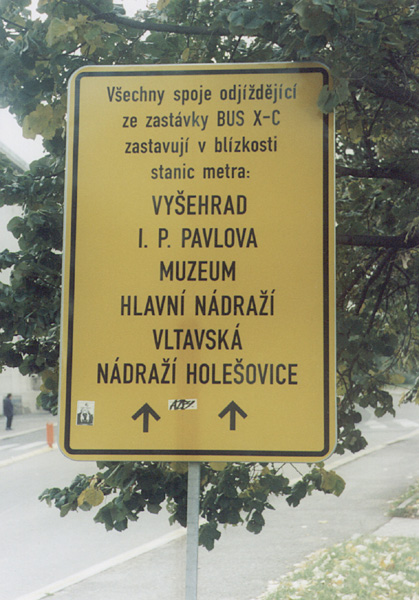 Všechny spoje odjíždějící
ze zastávky BUS X-C
zastavují v blízkosti
stanic metra:
VYŠEHRAD
I. P. PAVLOVA
MUZEUM
HLAVNÍ NÁDRAŽÍ
VLTAVSKÁ
NÁDRAŽÍ HOLEŠOVICE